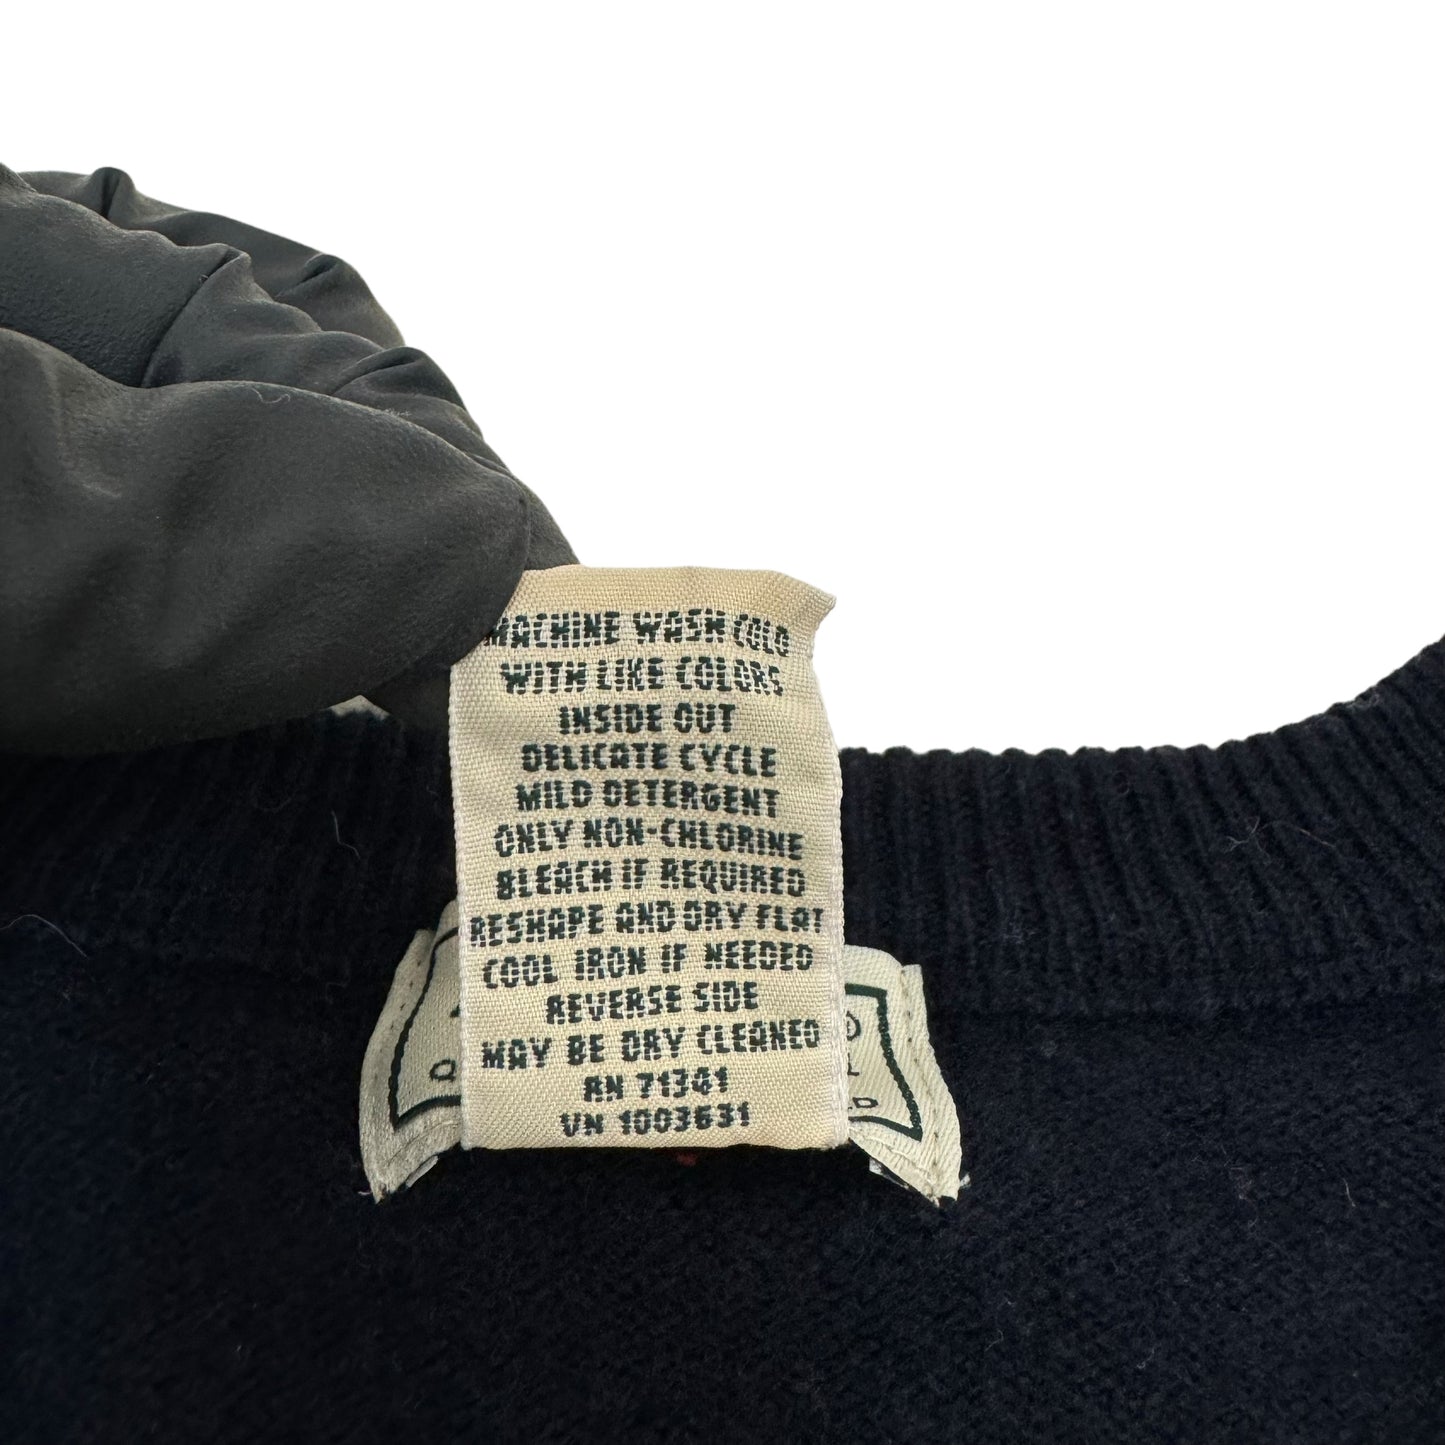 MACHINE WASH COLD
WITH LIKE COLORS
INSIDE OUT
DELICATE CYCLE
MILD DETERGENT
ONLY NON-CHLORINE
BLEACH IF REQUIRED
RESHAPE AND DRY FLAT
COOL IRON IF NEEDED
REVERSE SIDE
MAY BE DRY CLEANED
RN 71341
VN 1003631